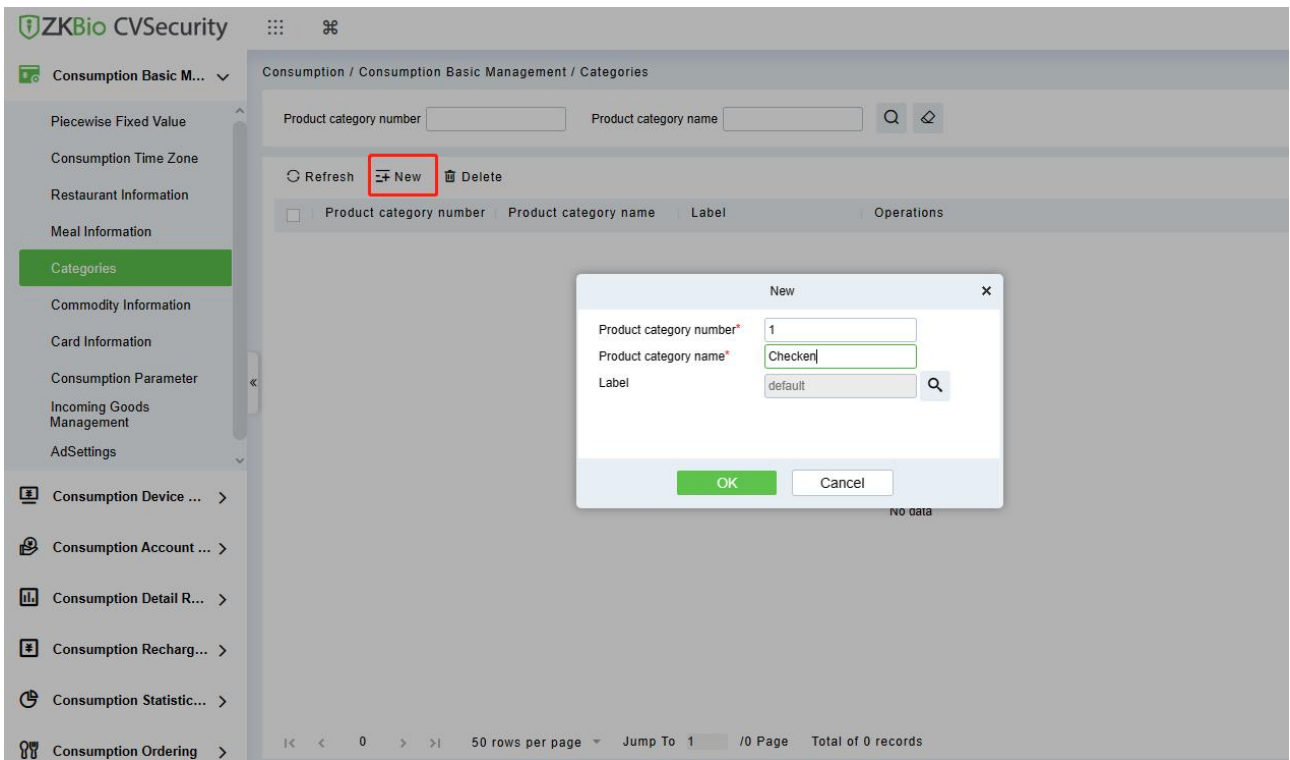 ZKBio CVSecurity
Consumption Basic M...
Consumption / Consumption Basic Management / Categories
Piecewise Fixed Value
Consumption Time Zone
Restaurant Information
Meal Information
Categories
Commodity Information
Card Information
Consumption Parameter
Incoming Goods
Management
AdSettings
Consumption Device ...
Consumption Account ...
Consumption Detail R...
Consumption Recharg...
Consumption Statistic...
Consumption Ordering
Product category number Product category name
Refresh New Delete
Product category number Product category name Label Operations
New
Product category number* 1
Product category name* Checken
Label default
OK Cancel
No data
0 50 rows per page Jump To 1 /0 Page Total of 0 records